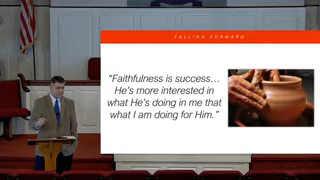 FALLING FORWARD
"Faithfulness is success…
He's more interested in
what He's doing in me that
what I am doing for Him."